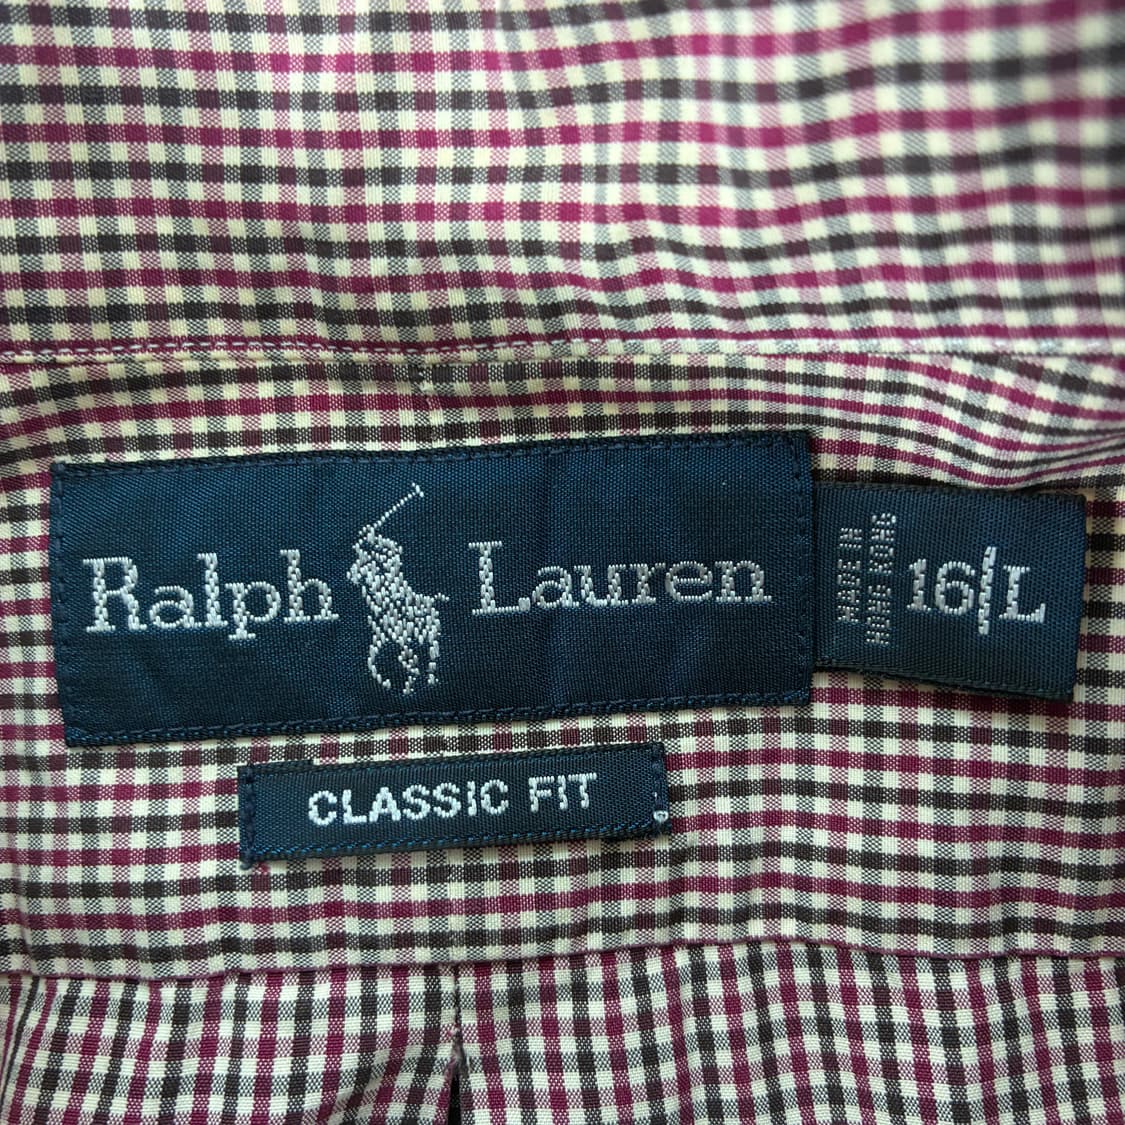 Ralph Lauren
MADE IN
HONG KONG
16/L
CLASSIC FIT